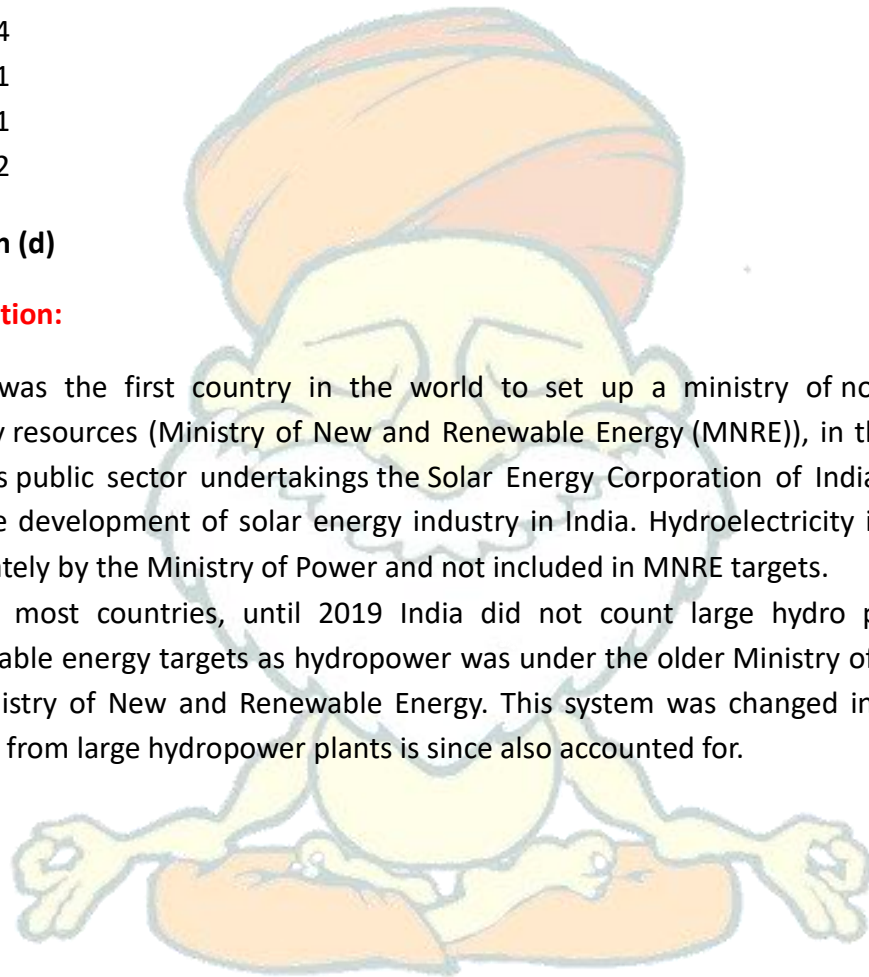 4
1
1
2
n (d)
tion:
was the first country in the world to set up a ministry of no
y resources (Ministry of New and Renewable Energy (MNRE)), in th
s public sector undertakings the Solar Energy Corporation of India
e development of solar energy industry in India. Hydroelectricity i
ately by the Ministry of Power and not included in MNRE targets.
most countries, until 2019 India did not count large hydro p
able energy targets as hydropower was under the older Ministry of
istry of New and Renewable Energy. This system was changed in
from large hydropower plants is since also accounted for.